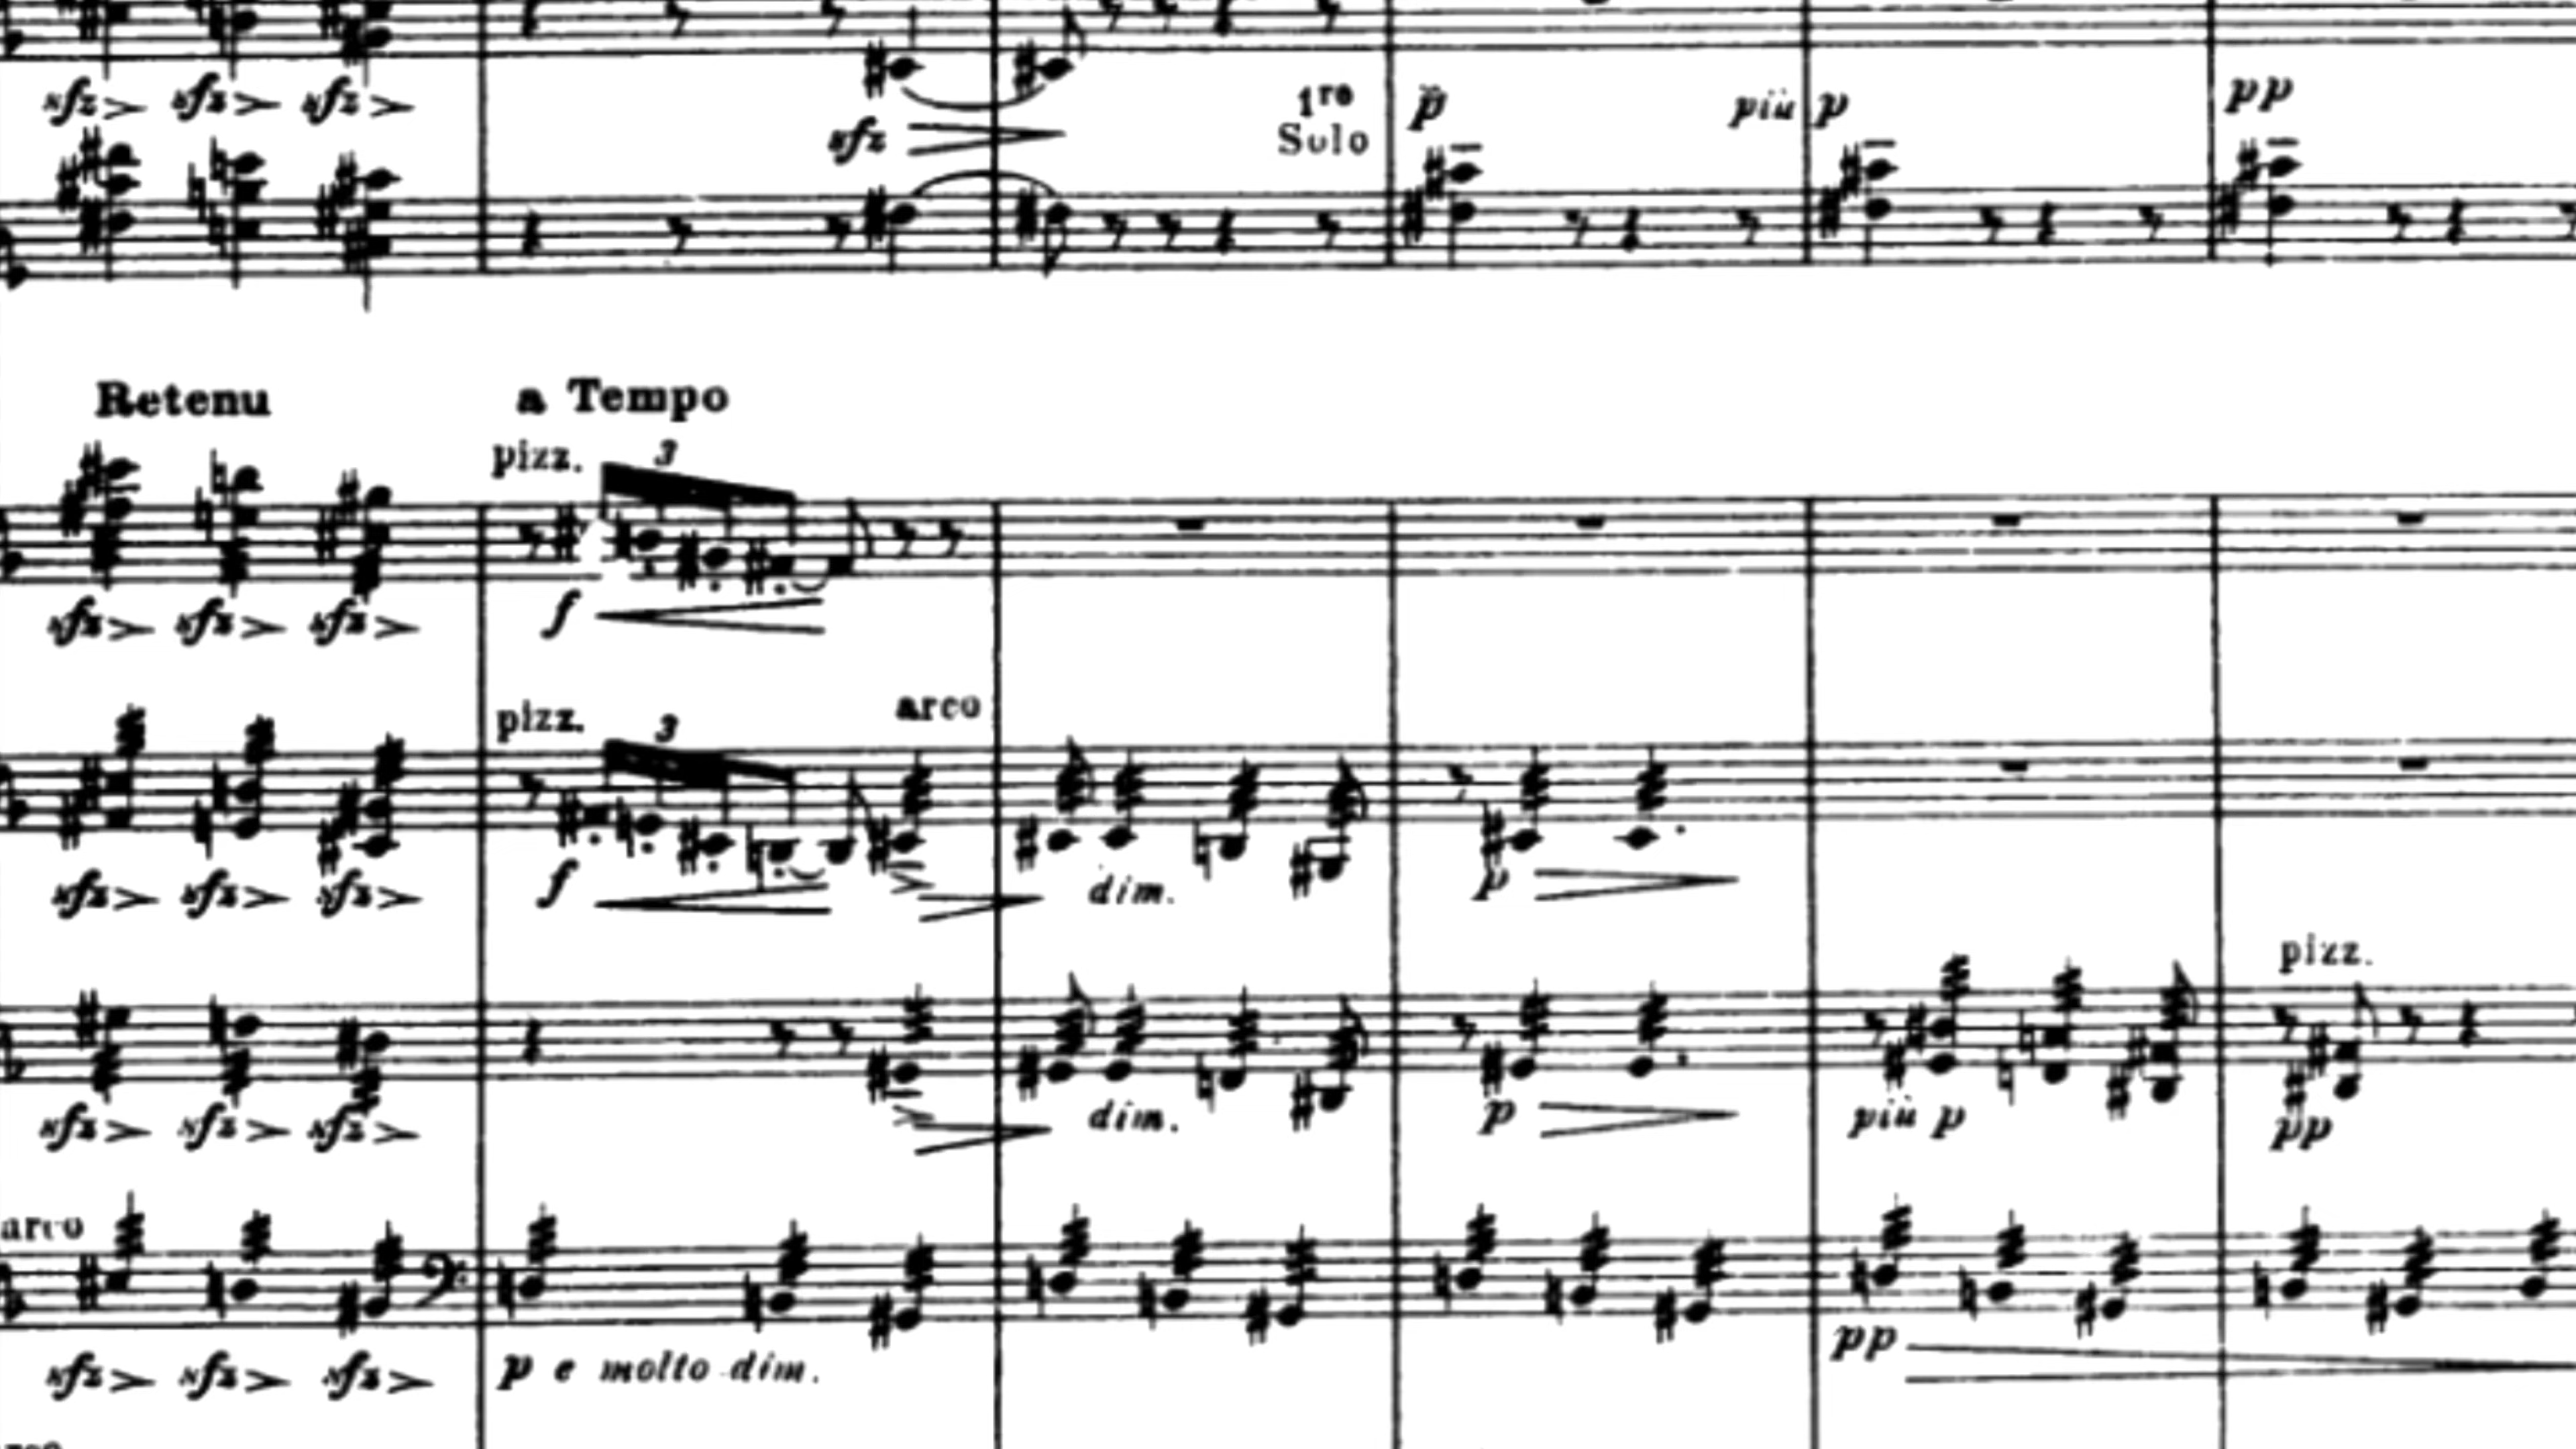 sfz sfz sfz
sfz
1re
Solo
p
più p
pp
Retenu a Tempo
pizz. 3
sfz sfz sfz f
pizz. 3 arco
sfz sfz sfz f dim. p
pizz.
sfz sfz sfz dim. p più p pp
arco
sfz sfz sfz p e molto dim. pp